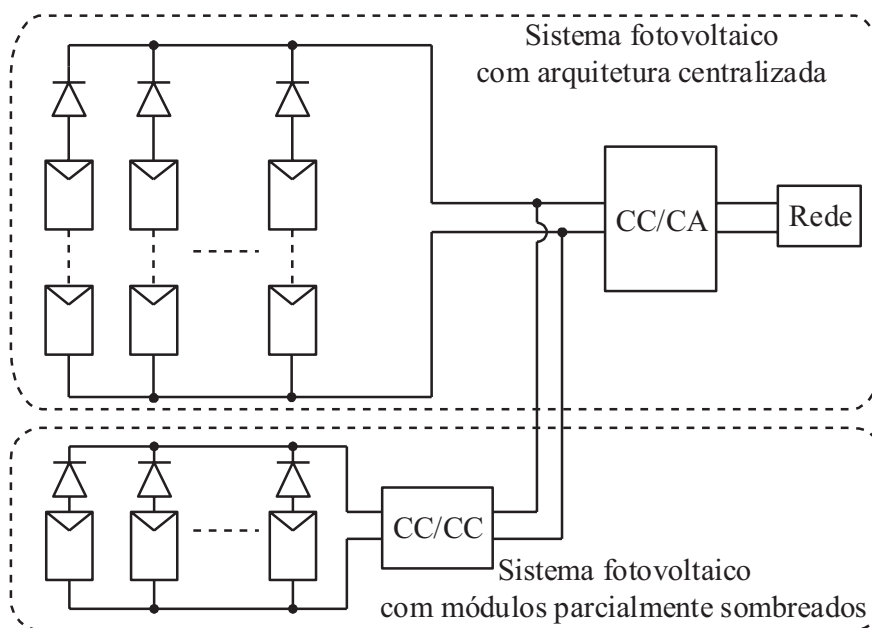 Sistema fotovoltaico
com arquitetura centralizada
CC/CA
Rede
CC/CC
Sistema fotovoltaico
com módulos parcialmente sombreados